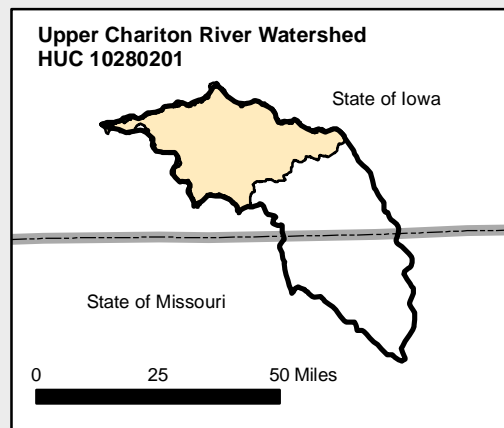 Upper Chariton River Watershed
HUC 10280201
State of Iowa
State of Missouri
0 25 50 Miles